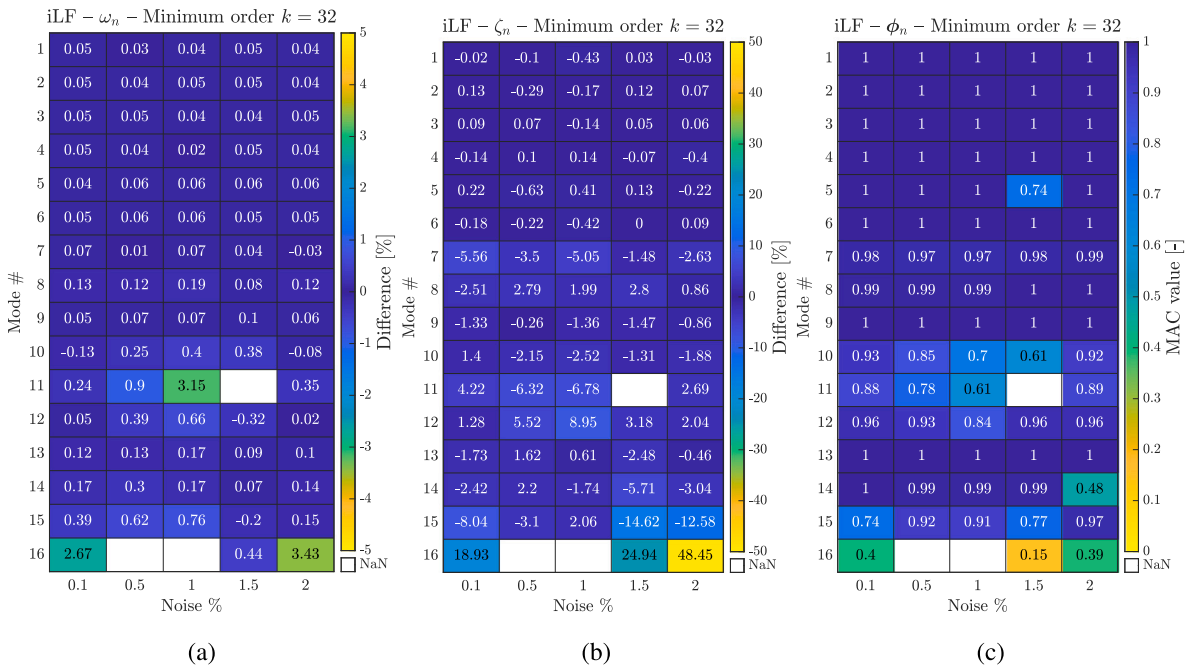 iLF – ωₙ – Minimum order k = 32
1 0.05 0.03 0.04 0.04 0.04
2 0.05 0.04 0.05 0.05 0.04
3 0.05 0.05 0.04 0.04 0.05
4 0.05 0.04 0.02 0.05 0.04
5 0.04 0.06 0.06 0.06 0.06
6 0.05 0.05 0.06 0.06 0.06
7 0.07 0.01 0.07 0.04 -0.03
8 0.13 0.12 0.19 0.08 0.12
9 0.05 0.07 0.07 0.1 0.06
10 -0.13 0.25 0.4 0.38 -0.08
11 0.24 0.9 3.15 0.35
12 0.05 0.39 0.66 -0.32 0.02
13 0.12 0.13 0.17 0.09 0.1
14 0.17 0.3 0.17 0.07 0.14
15 0.39 0.62 0.76 -0.2 0.15
16 2.67 0.44 3.43
0.1 0.5 1 1.5 2
Noise %
Mode #
5
4
3
2
1
0
-1
-2
-3
-4
-5
NaN
Difference [%]
(a)
iLF – ζₙ – Minimum order k = 32
1 -0.02 -0.1 -0.43 0.03 -0.03
2 0.13 -0.29 -0.17 0.12 0.07
3 0.09 0.07 -0.14 0.05 0.06
4 -0.14 0.1 0.14 -0.07 -0.4
5 0.22 -0.63 0.41 0.13 -0.22
6 -0.18 -0.22 -0.42 0 0.09
7 -5.56 -3.5 -5.05 -1.48 -2.63
8 -2.51 2.79 1.99 2.8 0.86
9 -1.33 -0.26 -1.36 -1.47 -0.86
10 1.4 -2.15 -2.52 -1.31 -1.88
11 4.22 -6.32 -6.78 2.69
12 1.28 5.52 8.95 3.18 2.04
13 -1.73 1.62 0.61 -2.48 -0.46
14 -2.42 2.2 -1.74 -5.71 -3.04
15 -8.04 -3.1 2.06 -14.62 -12.58
16 18.93 24.94 48.45
0.1 0.5 1 1.5 2
Noise %
Mode #
50
40
30
20
10
0
-10
-20
-30
-40
-50
NaN
Difference [%]
(b)
iLF – ϕₙ – Minimum order k = 32
1 1 1 1 1 1
2 1 1 1 1 1
3 1 1 1 1 1
4 1 1 1 1 1
5 1 1 1 0.74 1
6 1 1 1 1 1
7 0.98 0.97 0.97 0.98 0.99
8 0.99 0.99 0.99 1 1
9 1 1 1 1 1
10 0.93 0.85 0.7 0.61 0.92
11 0.88 0.78 0.61 0.89
12 0.96 0.93 0.84 0.96 0.96
13 1 1 1 1 1
14 1 0.99 0.99 0.99 0.48
15 0.74 0.92 0.91 0.77 0.97
16 0.4 0.15 0.39
0.1 0.5 1 1.5 2
Noise %
Mode #
1
0.9
0.8
0.7
0.6
0.5
0.4
0.3
0.2
0.1
0
NaN
MAC value [-]
(c)